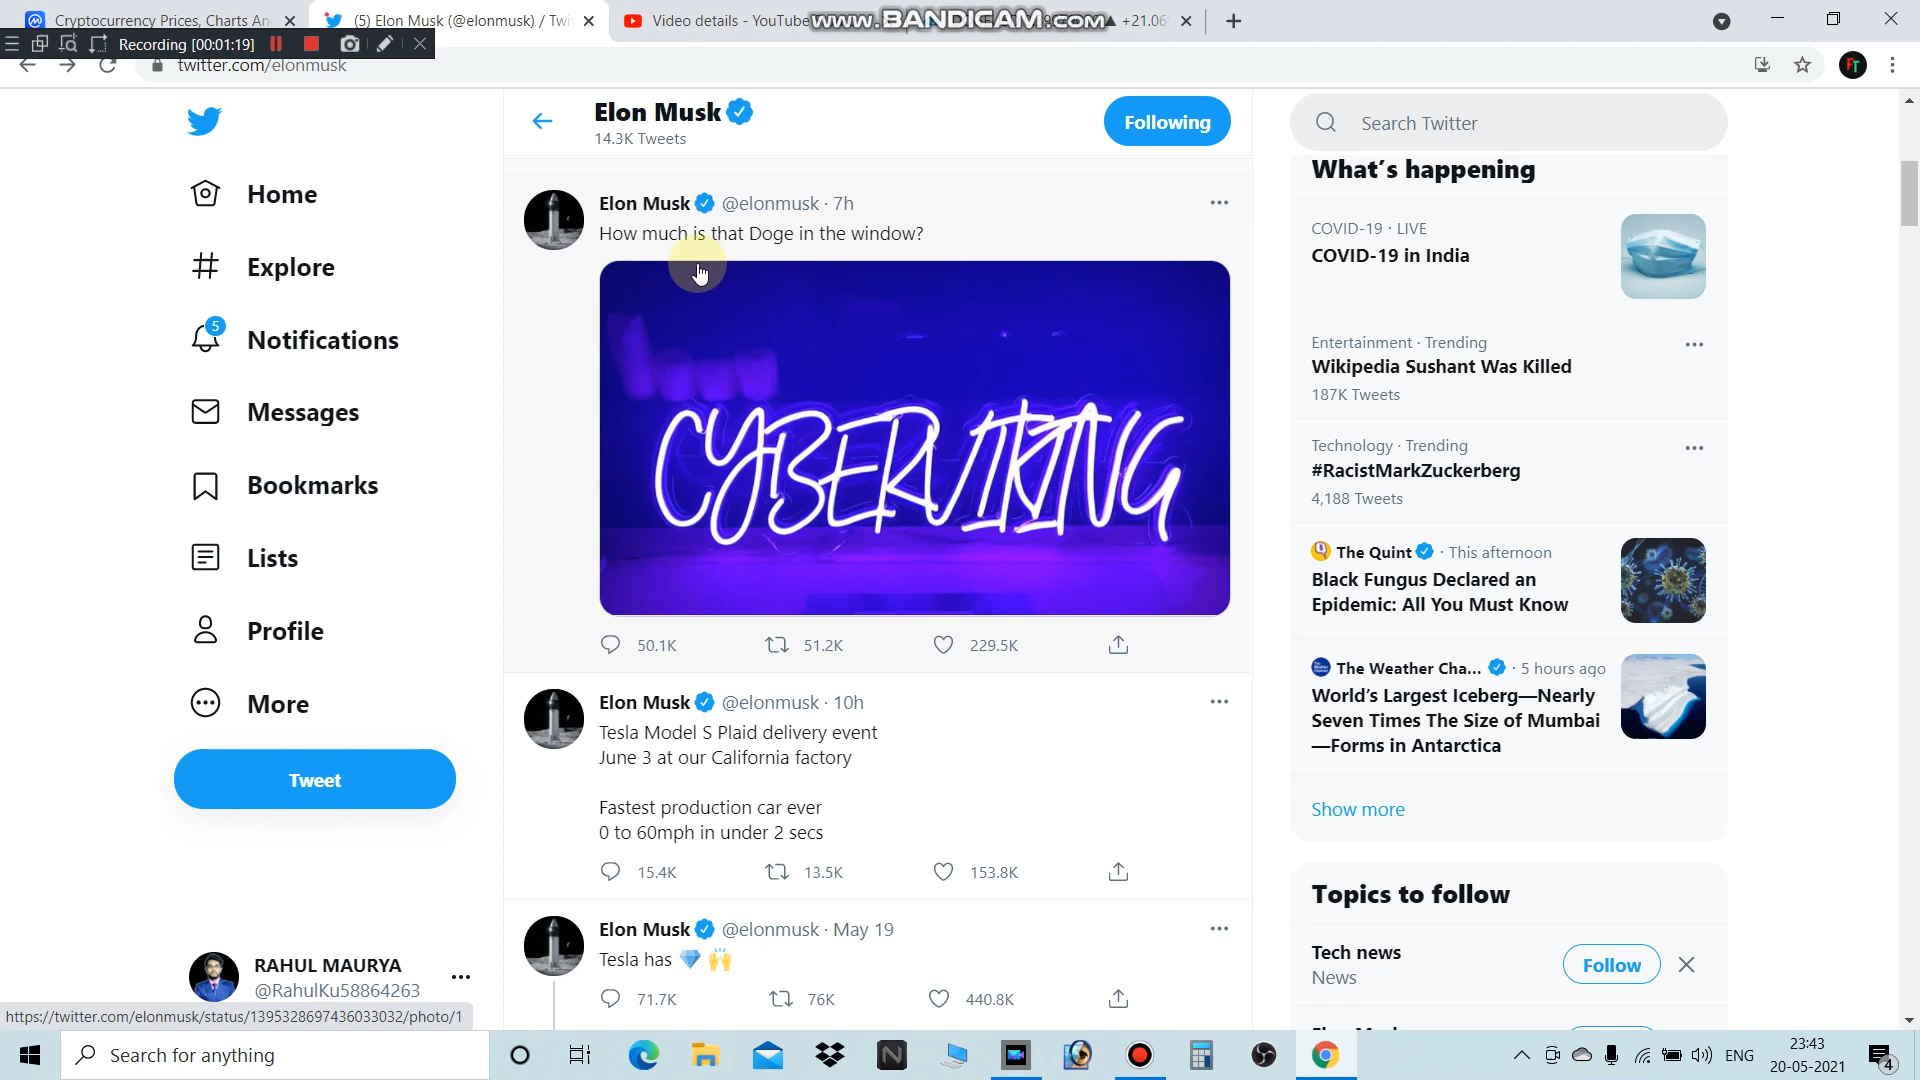 Cryptocurrency Prices, Charts An
(5) Elon Musk (@elonmusk) / Twi
Video details - YouTube
www.BANDICAM.com
+21.06
Recording [00:01:19]
twitter.com/elonmusk
FT
Elon Musk
14.3K Tweets
Following
Search Twitter
Home
Explore
5
Notifications
Messages
Bookmarks
Lists
Profile
More
Tweet
RAHUL MAURYA
@RahulKu58864263
https://twitter.com/elonmusk/status/1395328697436033032/photo/1
Elon Musk @elonmusk · 7h
How much is that Doge in the window?
CYBERVIKING
50.1K 51.2K 229.5K
Elon Musk @elonmusk · 10h
Tesla Model S Plaid delivery event
June 3 at our California factory
Fastest production car ever
0 to 60mph in under 2 secs
15.4K 13.5K 153.8K
Elon Musk @elonmusk · May 19
Tesla has 💎 🙌
71.7K 76K 440.8K
What's happening
COVID-19 · LIVE
COVID-19 in India
Entertainment · Trending
Wikipedia Sushant Was Killed
187K Tweets
Technology · Trending
#RacistMarkZuckerberg
4,188 Tweets
The Quint · This afternoon
Black Fungus Declared an
Epidemic: All You Must Know
The Weather Cha... · 5 hours ago
World's Largest Iceberg—Nearly
Seven Times The Size of Mumbai
—Forms in Antarctica
Show more
Topics to follow
Tech news
News
Follow
Search for anything
ENG
23:43
20-05-2021
4